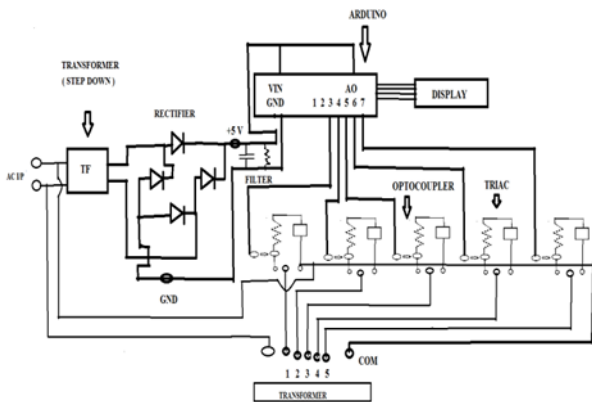 ARDUINO
TRANSFORMER
( STEP DOWN )
RECTIFIER
VIN
AO
GND
1 2 3 4 5 6 7
DISPLAY
+5 V
TF
AC I/P
FILTER
OPTOCOUPLER
TRIAC
GND
COM
1 2 3 4 5
TRANSFORMER